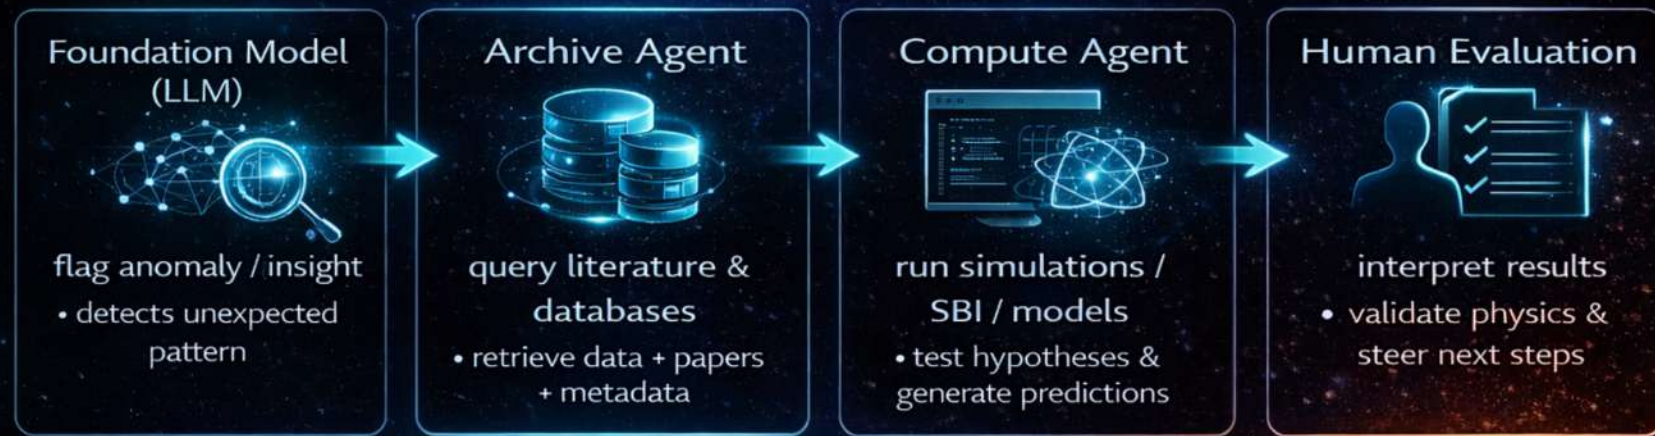 Foundation Model
(LLM)
flag anomaly / insight
• detects unexpected
pattern
Archive Agent
query literature &
databases
• retrieve data + papers
+ metadata
Compute Agent
run simulations /
SBI / models
• test hypotheses &
generate predictions
Human Evaluation
interpret results
• validate physics &
steer next steps